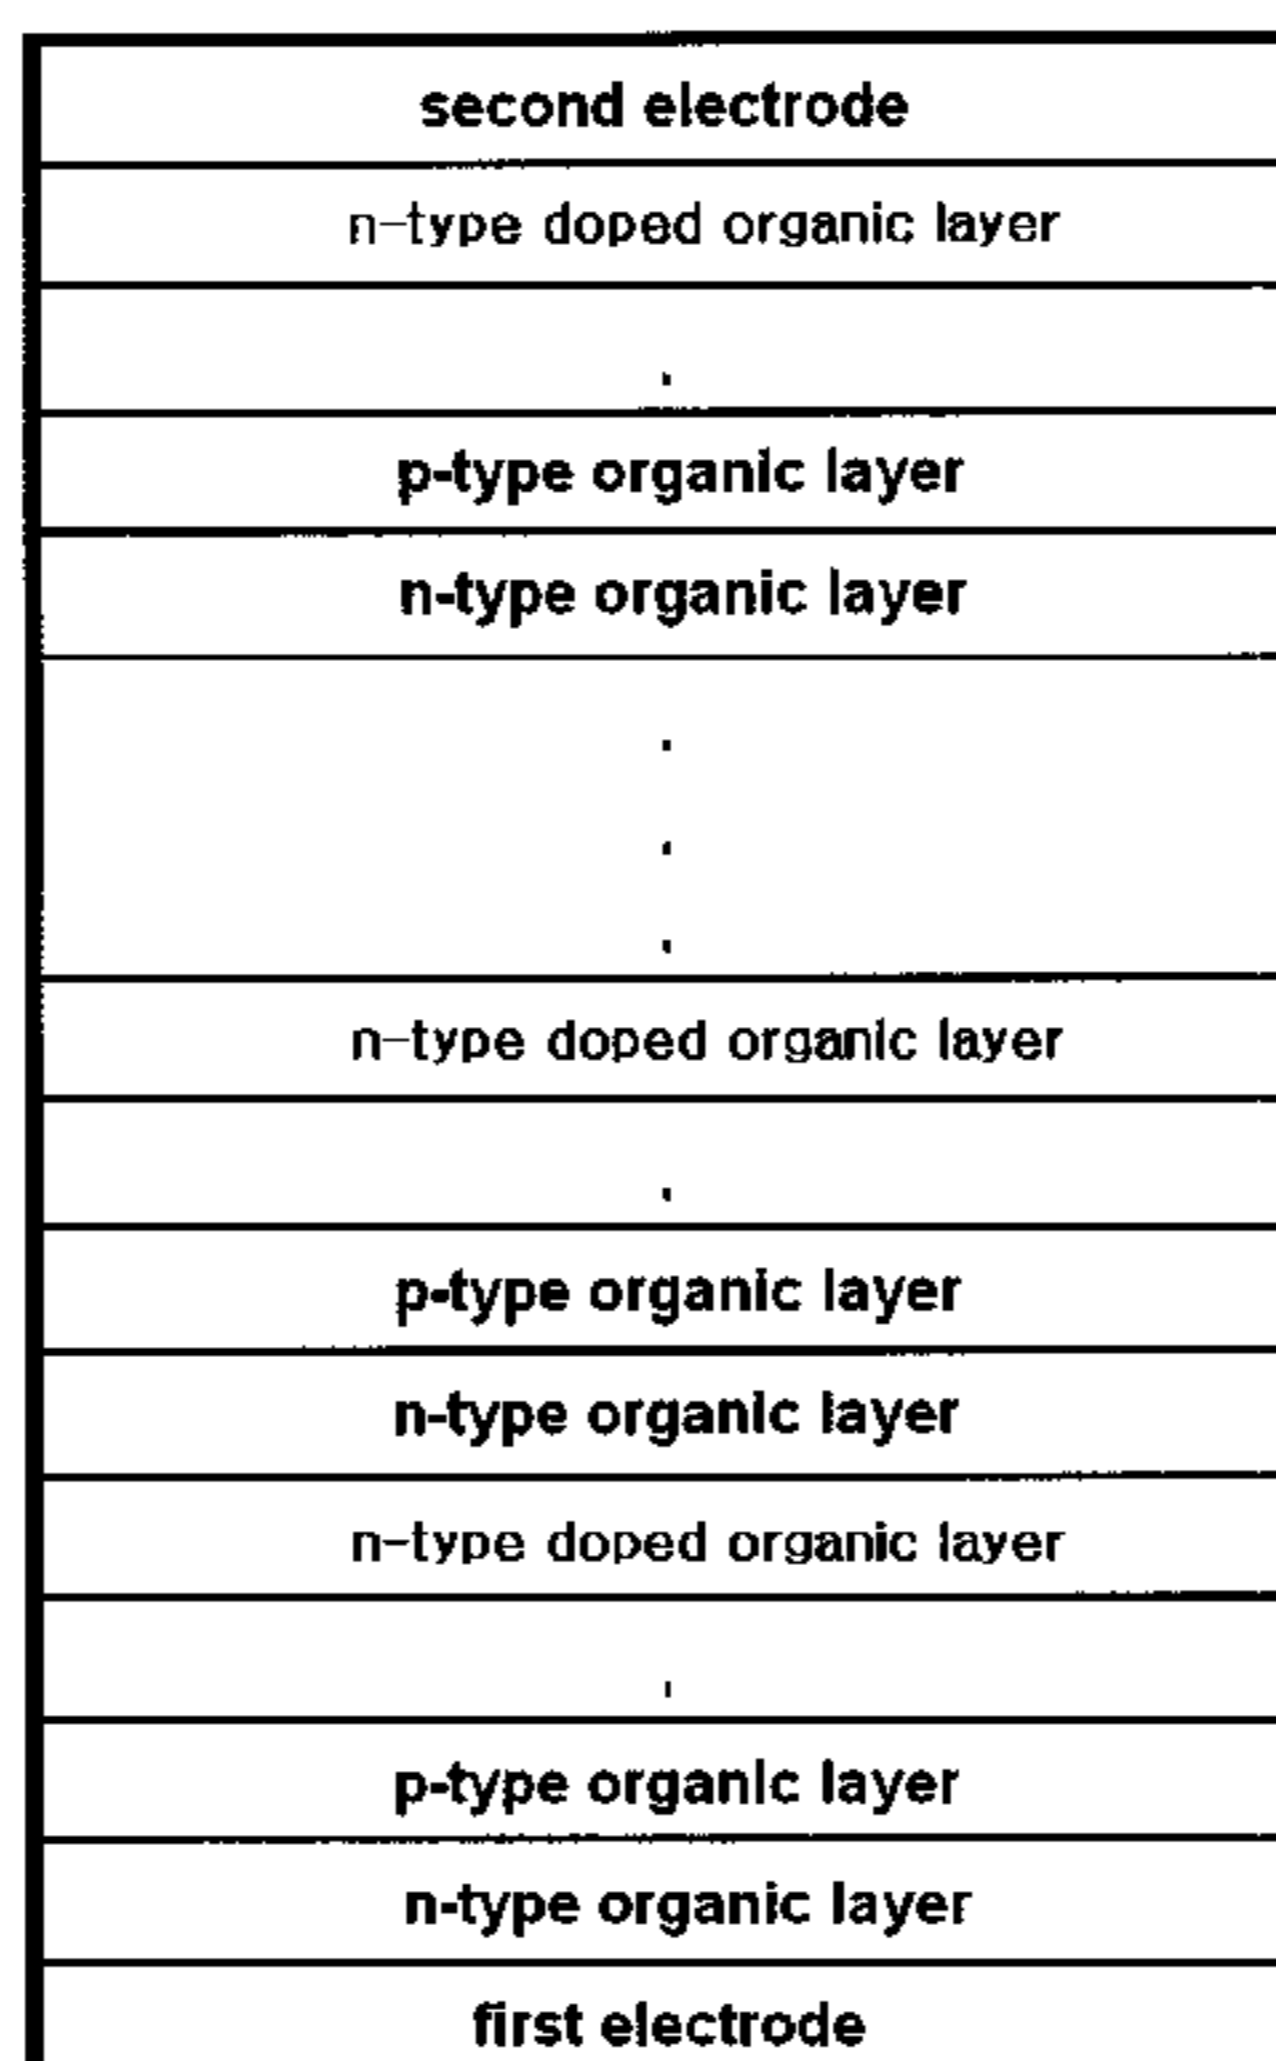 second electrode
n-type doped organic layer
.
p-type organic layer
n-type organic layer
.
.
.
n-type doped organic layer
.
p-type organic layer
n-type organic layer
n-type doped organic layer
.
p-type organic layer
n-type organic layer
first electrode